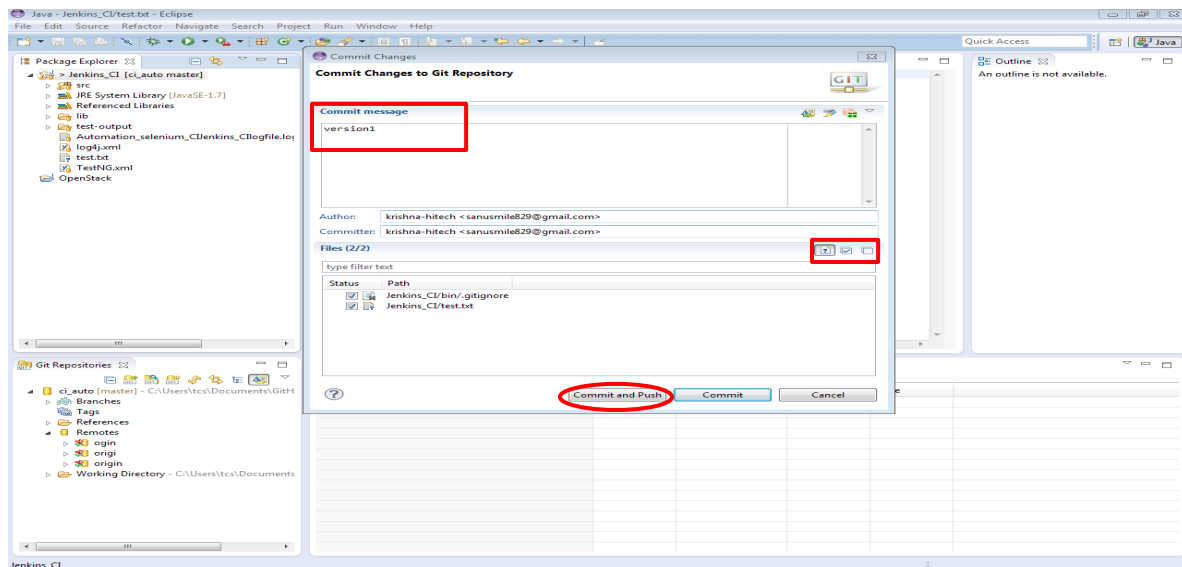 Java - Jenkins_CI/test.txt - Eclipse
File Edit Source Refactor Navigate Search Project Run Window Help
Quick Access
Java
Package Explorer
> Jenkins_CI [ci_auto master]
src
JRE System Library [JavaSE-1.7]
Referenced Libraries
lib
test-output
Automation_selenium_CIJenkins_CIlogfile.log
log4j.xml
test.txt
TestNG.xml
OpenStack
Commit Changes
Commit Changes to Git Repository
GIT
Commit message
version1
Author: krishna-hitech <sanusmile829@gmail.com>
Committer: krishna-hitech <sanusmile829@gmail.com>
Files (2/2)
type filter text
Status Path
Jenkins_CI/bin/.gitignore
Jenkins_CI/test.txt
Commit and Push Commit Cancel
Outline
An outline is not available.
Git Repositories
ci_auto [master] - C:\Users\tcs\Documents\GitH
Branches
Tags
References
Remotes
ogin
origi
origin
Working Directory - C:\Users\tcs\Documents
e
Jenkins_CI